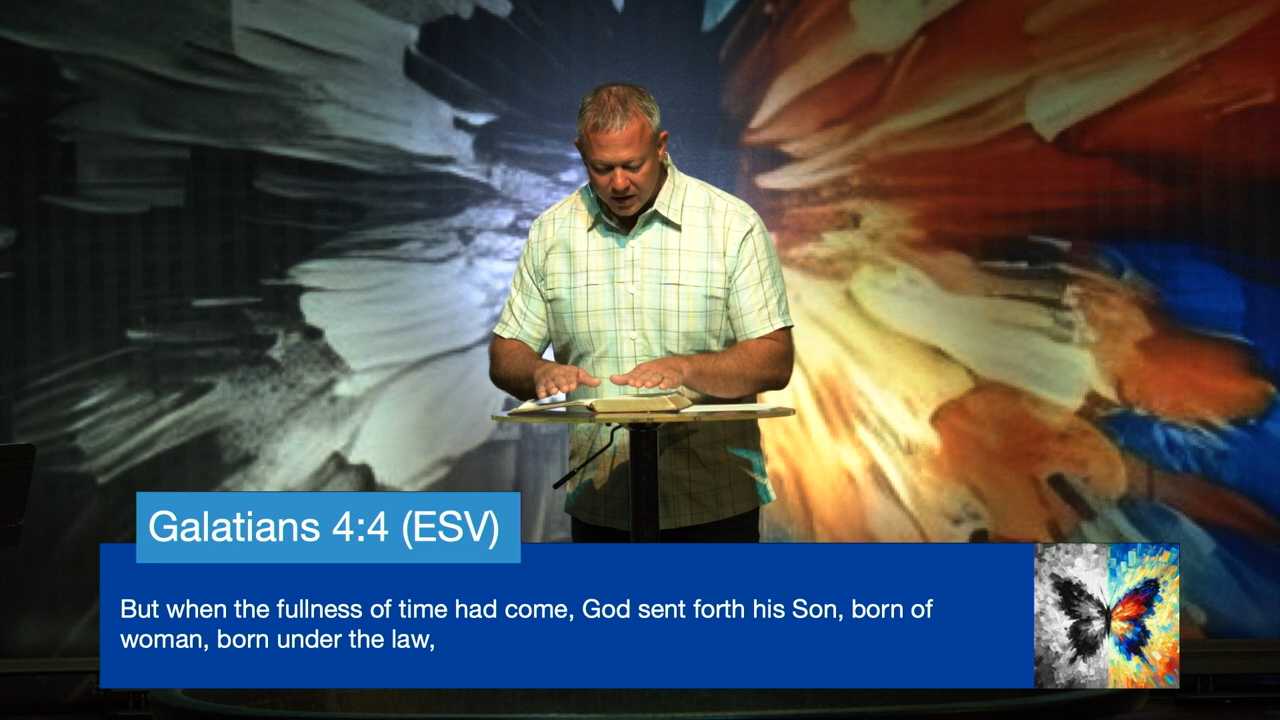 Galatians 4:4 (ESV)
But when the fullness of time had come, God sent forth his Son, born of
woman, born under the law,